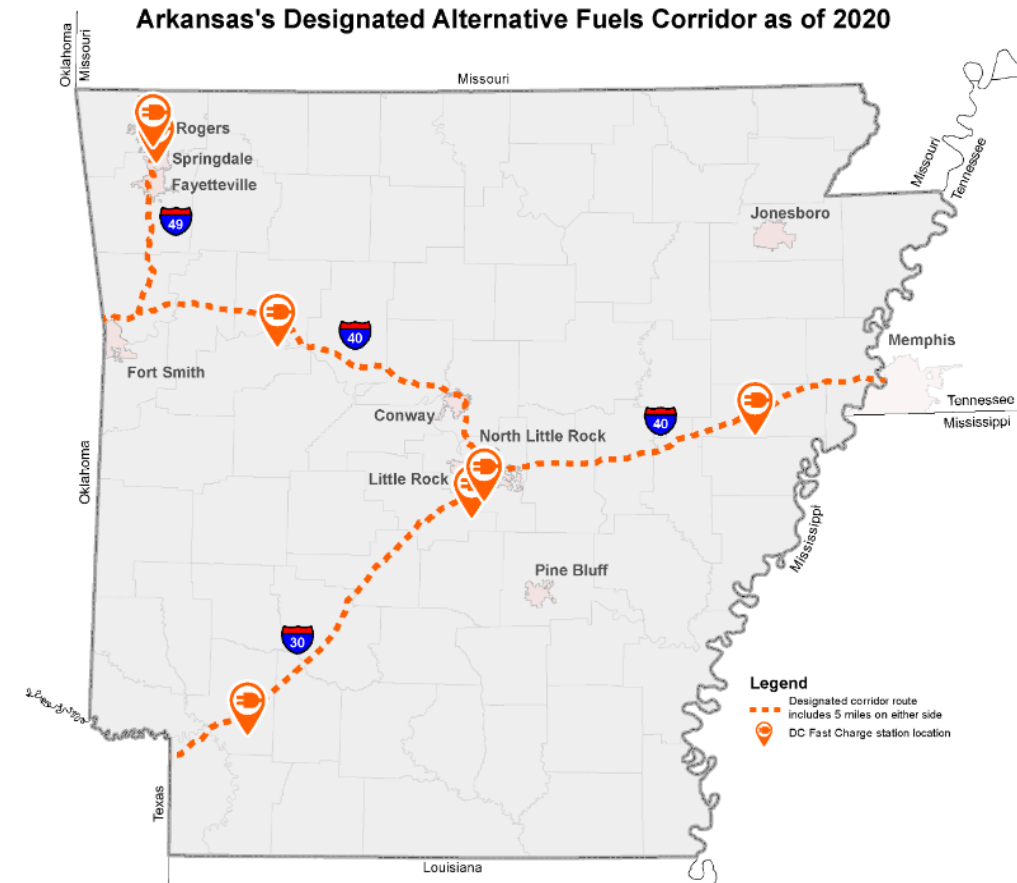 Arkansas's Designated Alternative Fuels Corridor as of 2020
Oklahoma
Missouri
Missouri
Missouri
Tennessee
Rogers
Springdale
Fayetteville
49
Jonesboro
40
Fort Smith
Memphis
Tennessee
Mississippi
Conway
40
North Little Rock
Little Rock
Oklahoma
Mississippi
Pine Bluff
30
Legend
Designated corridor route
includes 5 miles on either side
DC Fast Charge station location
Texas
Louisiana